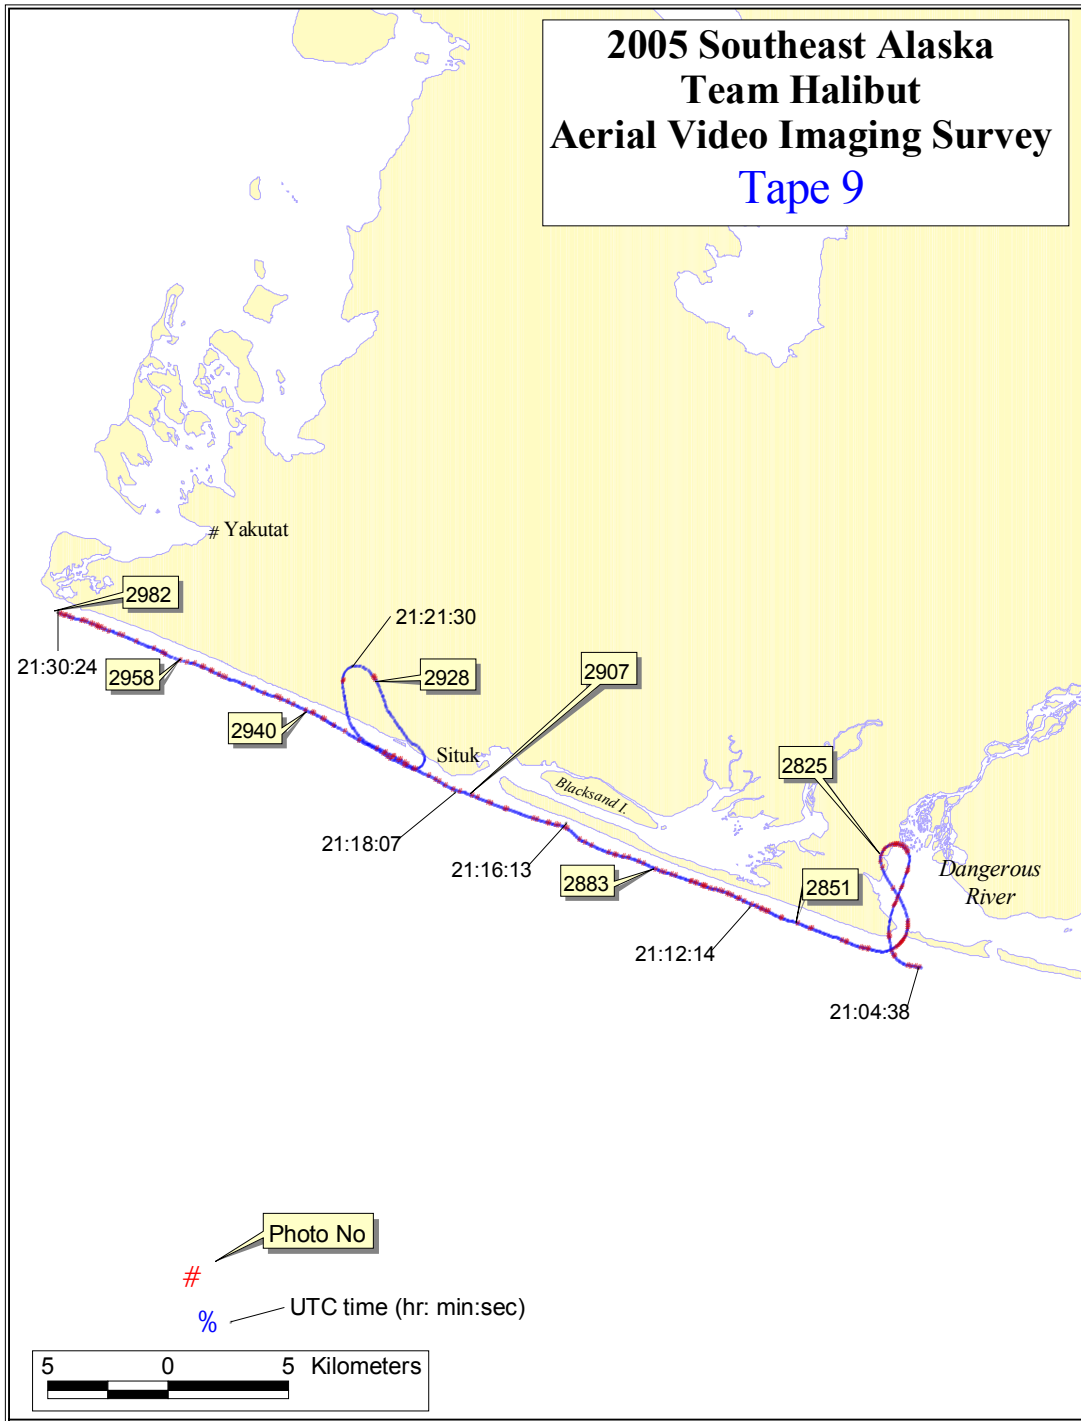 2005 Southeast Alaska
Team Halibut
Aerial Video Imaging Survey
Tape 9
# Yakutat
2982
21:30:24
2958
21:21:30
2928
2907
2940
Situk
Blacksand I.
2825
21:18:07
21:16:13
2883
2851
Dangerous
River
21:12:14
21:04:38
Photo No
#
UTC time (hr: min:sec)
%
5 0 5 Kilometers